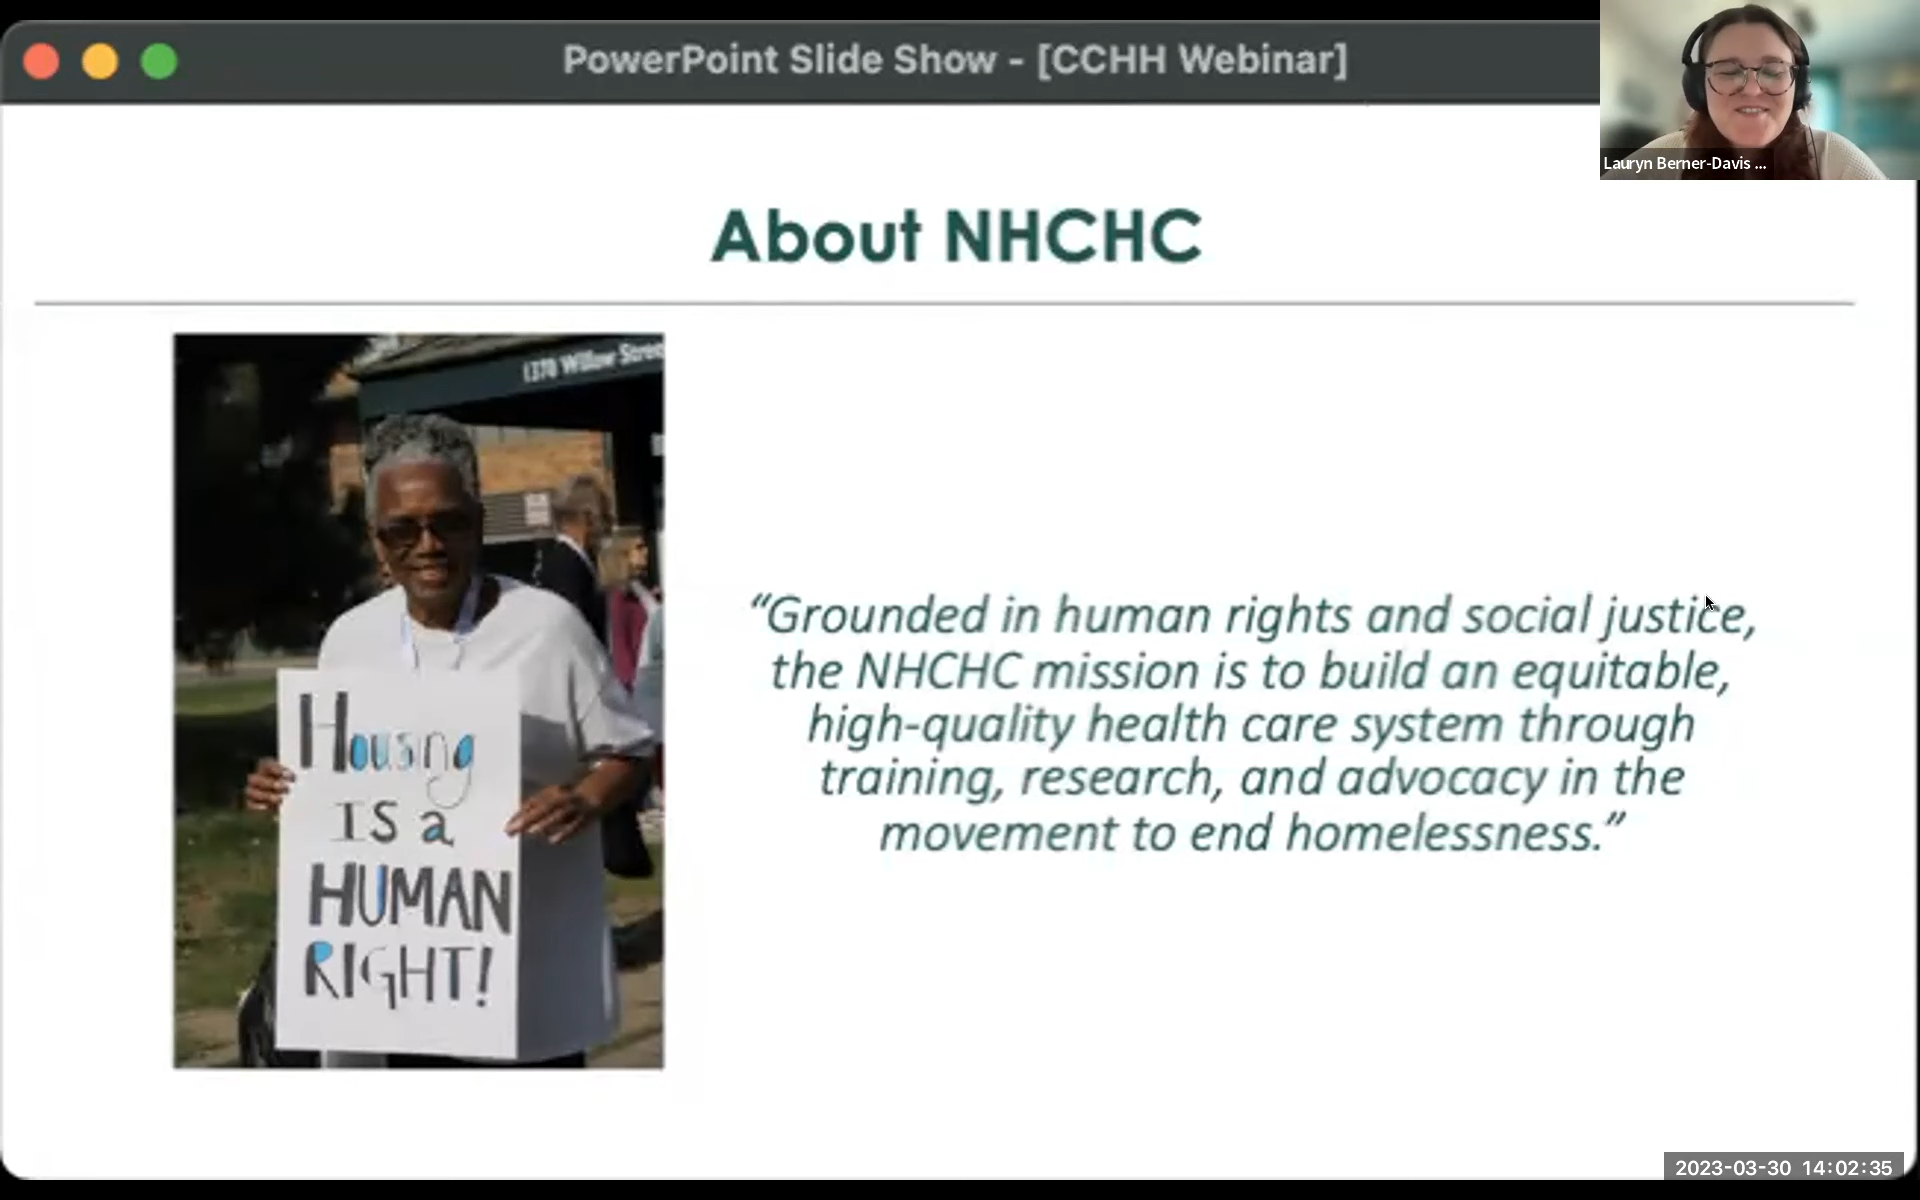 PowerPoint Slide Show - [CCHH Webinar]
Lauryn Berner-Davis ...
About NHCHC
1370 Willow Stree
Housing
IS a
HUMAN
RIGHT!
“Grounded in human rights and social justice,
the NHCHC mission is to build an equitable,
high-quality health care system through
training, research, and advocacy in the
movement to end homelessness.”
2023-03-30 14:02:35